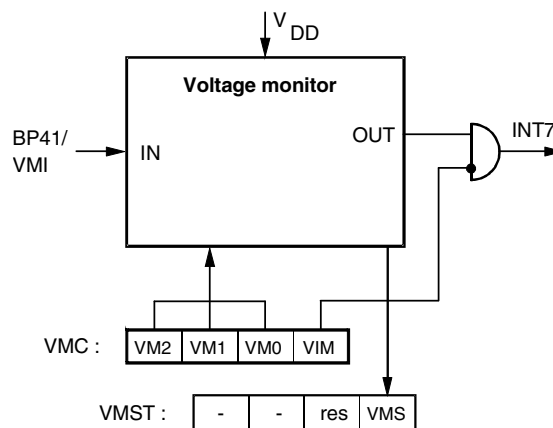 V DD
Voltage monitor
BP41/
VMI
IN
OUT
INT7
VMC : VM2 VM1 VM0 VIM
VMST : - - res VMS